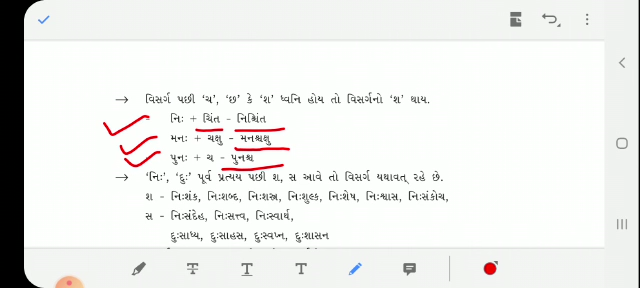 → વિસર્ગ પછી ‘ચ’, ‘છ’ કે ‘શ’ ધ્વનિ હોય તો વિસર્ગનો ‘શ’ થાય.
- નિઃ + ચિંત - નિશ્ચિંત
મનઃ + ચક્ષુ - મનશ્ચક્ષુ
પુનઃ + ચ - પુનશ્ચ
→ ‘નિઃ’, ‘દુઃ’ પૂર્વ પ્રત્યય પછી શ, સ આવે તો વિસર્ગ યથાવત્ રહે છે.
શ - નિઃશંક, નિઃશબ્દ, નિઃશસ્ત્ર, નિઃશુલ્ક, નિઃશેષ, નિઃશ્વાસ, નિઃસંકોચ,
સ - નિઃસંદેહ, નિઃસત્ત્વ, નિઃસ્વાર્થ,
દુઃસાધ્ય, દુઃસાહસ, દુઃસ્વપ્ન, દુઃશાસન